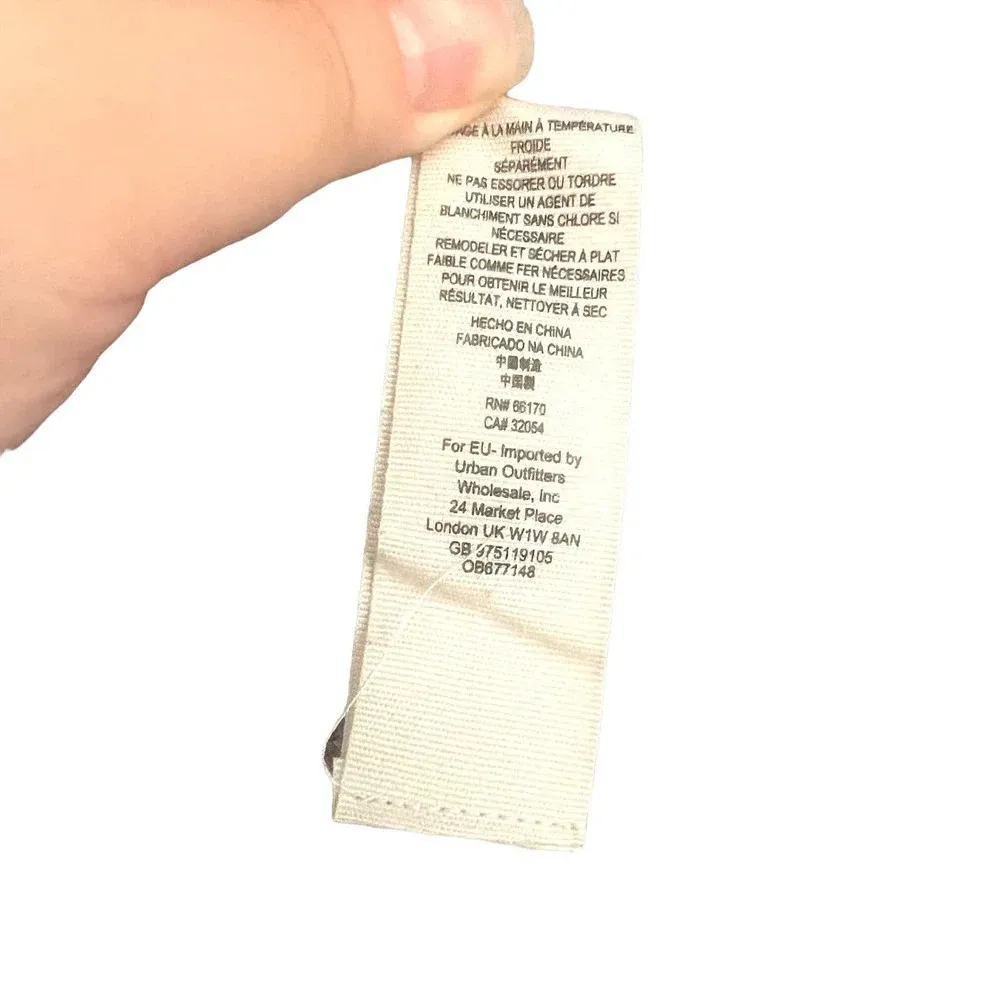 À LA MAIN À TEMPÉRATURE
FROIDE
SÉPARÉMENT
NE PAS ESSORER OU TORDRE
UTILISER UN AGENT DE
BLANCHIMENT SANS CHLORE SI
NÉCESSAIRE
REMODELER ET SÉCHER À PLAT
FAIBLE COMME FER NÉCESSAIRES
POUR OBTENIR LE MEILLEUR
RÉSULTAT, NETTOYER À SEC
HECHO EN CHINA
FABRICADO NA CHINA
中國制造
中国製
RN# 66170
CA# 32054
For EU- Imported by
Urban Outfitters
Wholesale, Inc
24 Market Place
London UK W1W 8AN
GB 975119105
OB677148